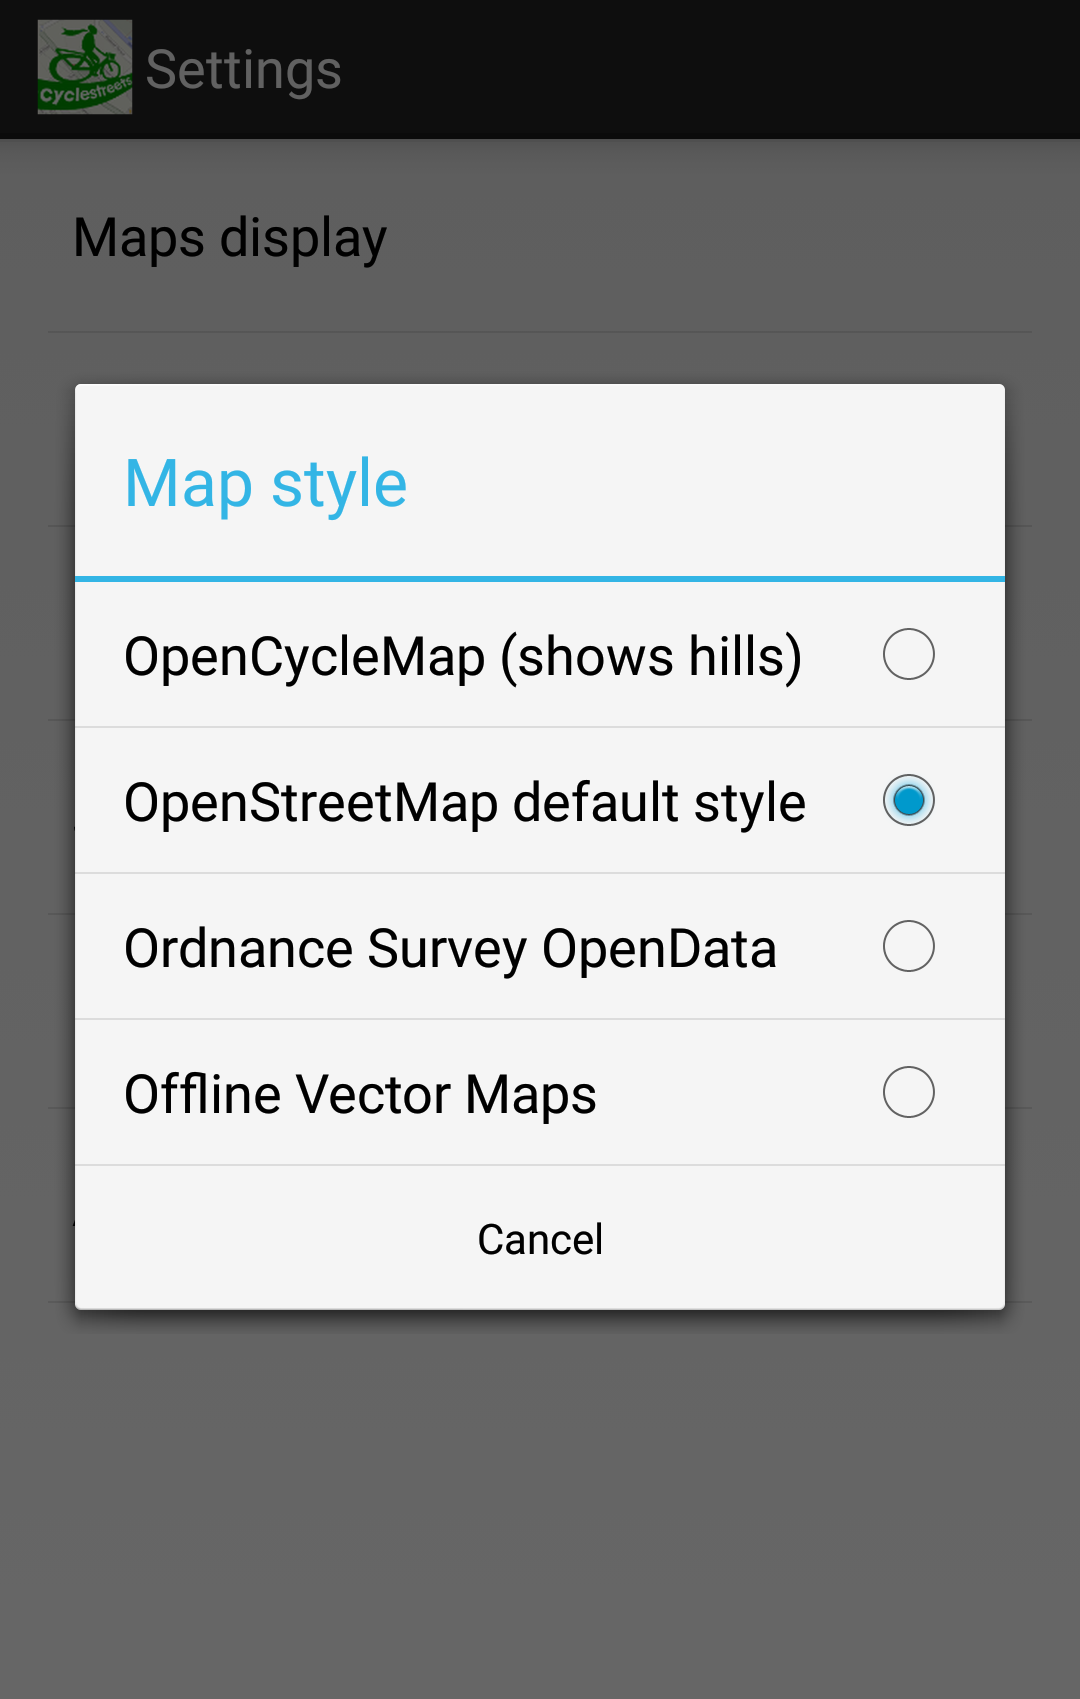 Cyclestreets
Settings
Maps display
Map style
OpenCycleMap (shows hills)
OpenStreetMap default style
Ordnance Survey OpenData
Offline Vector Maps
Cancel